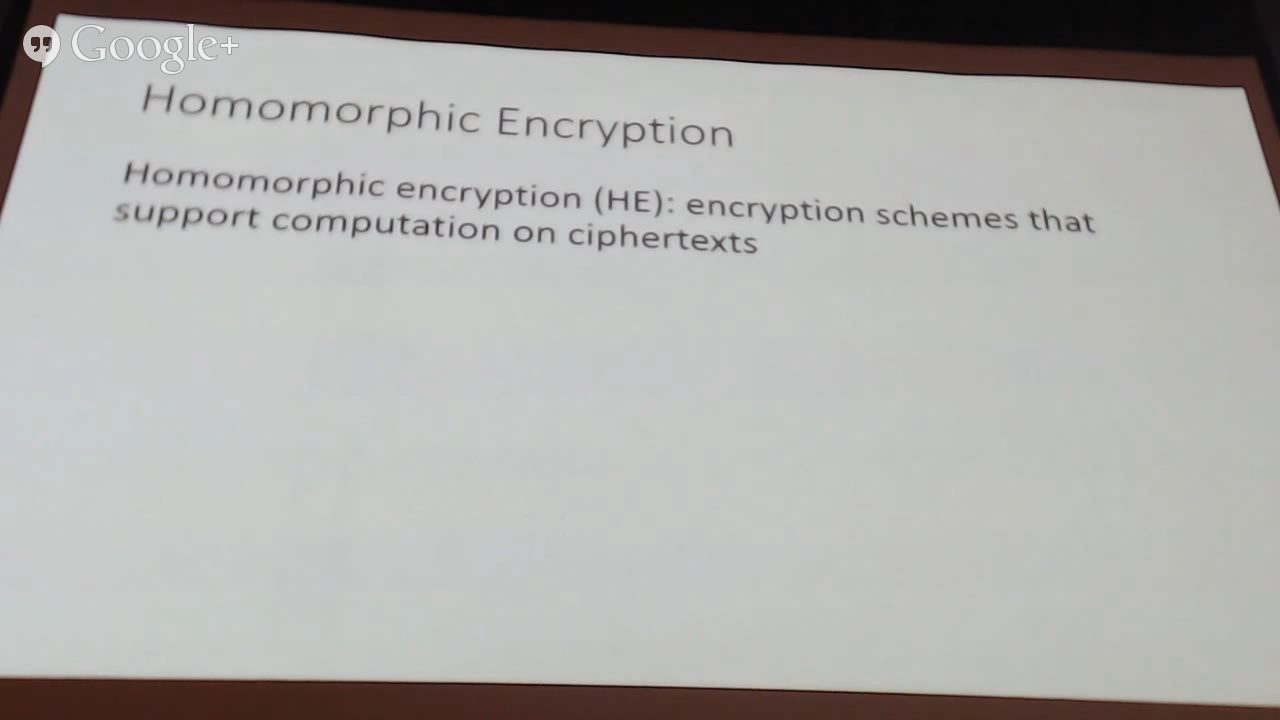 Google+
Homomorphic Encryption
Homomorphic encryption (HE): encryption schemes that
support computation on ciphertexts